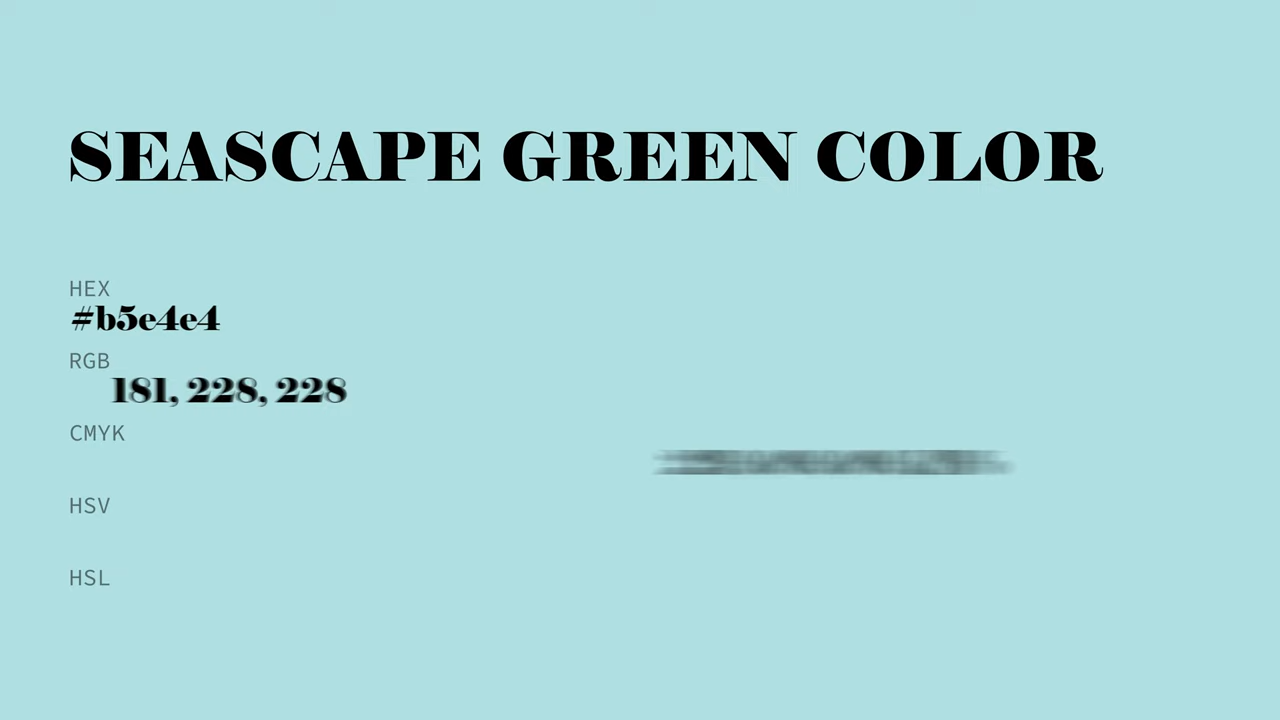 SEASCAPE GREEN COLOR
HEX
#b5e4e4
RGB
181, 228, 228
CMYK
HSV
HSL